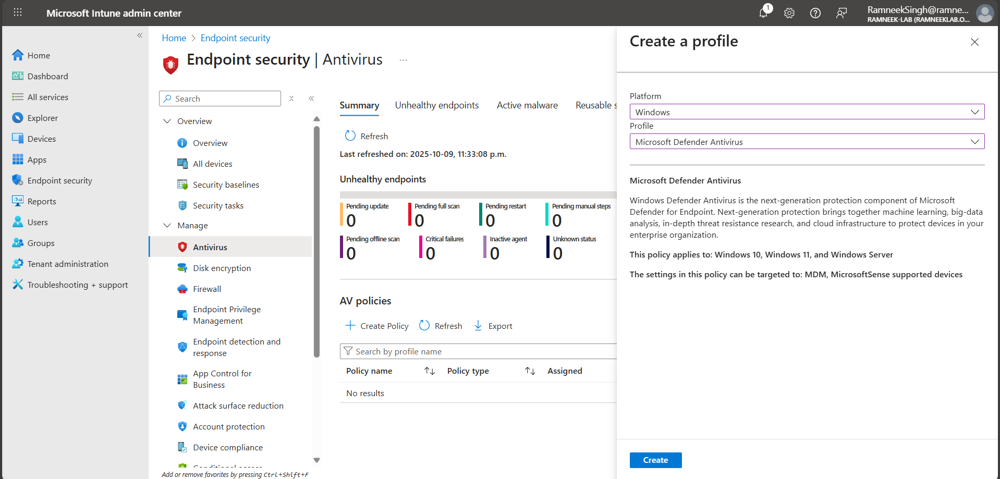 Microsoft Intune admin center
1
RamneekSingh@ramne...
RAMNEEK-LAB (RAMNEEKLAB.O...
Home
Dashboard
All services
Explorer
Devices
Apps
Endpoint security
Reports
Users
Groups
Tenant administration
Troubleshooting + support
Home > Endpoint security
Endpoint security | Antivirus
...
Search
Overview
Overview
All devices
Security baselines
Security tasks
Manage
Antivirus
Disk encryption
Firewall
Endpoint Privilege
Management
Endpoint detection and
response
App Control for
Business
Attack surface reduction
Account protection
Device compliance
Conditional access
Add or remove favorites by pressing Ctrl+Shift+F
Summary Unhealthy endpoints Active malware Reusable s
Refresh
Last refreshed on: 2025-10-09, 11:33:08 p.m.
Unhealthy endpoints
Pending update Pending full scan Pending restart Pending manual steps
0 0 0 0
Pending offline scan Critical failures Inactive agent Unknown status
0 0 0 0
AV policies
Create Policy Refresh Export
Search by profile name
Policy name Policy type Assigned
No results
Create a profile
Platform
Windows
Profile
Microsoft Defender Antivirus
Microsoft Defender Antivirus
Windows Defender Antivirus is the next-generation protection component of Microsoft
Defender for Endpoint. Next-generation protection brings together machine learning, big-data
analysis, in-depth threat resistance research, and cloud infrastructure to protect devices in your
enterprise organization.
This policy applies to: Windows 10, Windows 11, and Windows Server
The settings in this policy can be targeted to: MDM, MicrosoftSense supported devices
Create